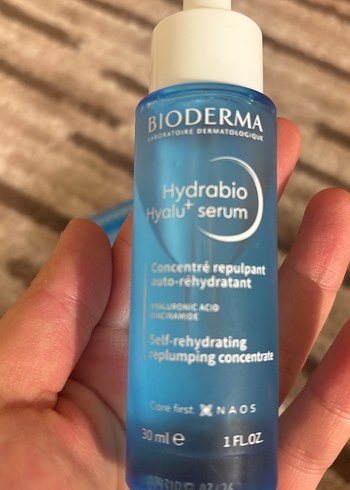 BIODERMA
LABORATOIRE DERMATOLOGIQUE
Hydrabio
Hyalu+ serum
Concentré repulpant
auto-réhydratant
HYALURONIC ACID
NIACINAMIDE
Self-rehydrating
replumping concentrate
Care first NAOS
30 ml e 1 FL.OZ.